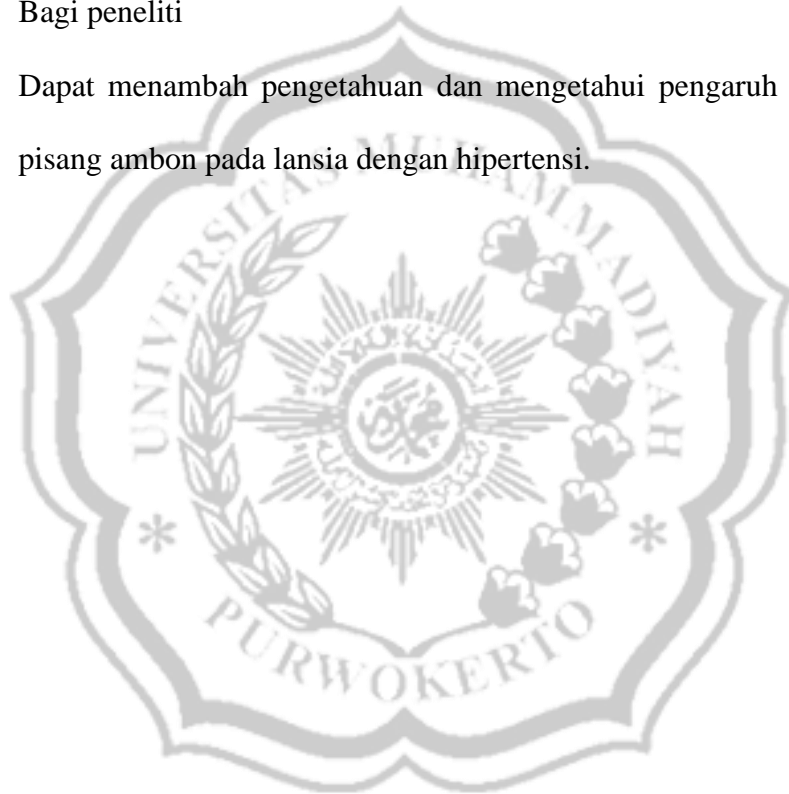 Bagi peneliti
Dapat menambah pengetahuan dan mengetahui pengaruh
pisang ambon pada lansia dengan hipertensi.
UNIVERSITAS MUHAMMADIYAH
PURWOKERTO